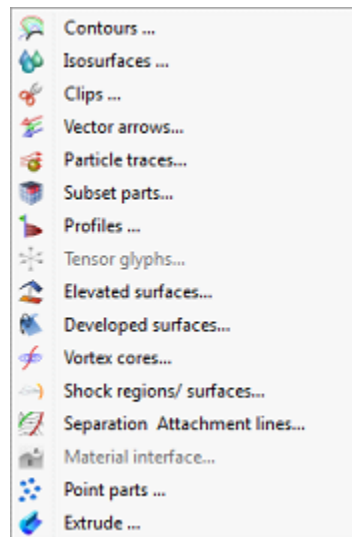 Contours ...
Isosurfaces ...
Clips ...
Vector arrows...
Particle traces...
Subset parts...
Profiles ...
Tensor glyphs...
Elevated surfaces...
Developed surfaces...
Vortex cores...
Shock regions/ surfaces...
Separation  Attachment lines...
Material interface...
Point parts ...
Extrude ...